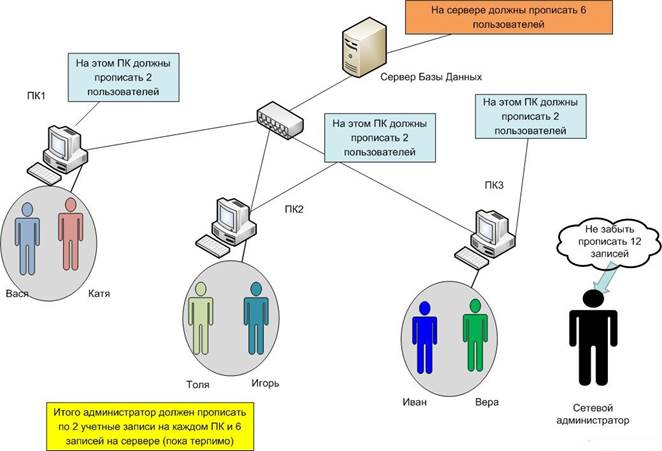 На сервере должны прописать 6
пользователей
Сервер Базы Данных
На этом ПК должны
прописать 2
пользователей
ПК1
На этом ПК должны
прописать 2
пользователей
ПК2
На этом ПК должны
прописать 2
пользователей
ПК3
Не забыть
прописать 12
записей
Вася
Катя
Толя
Игорь
Иван
Вера
Сетевой
администратор
Итого администратор должен прописать
по 2 учетные записи на каждом ПК и 6
записей на сервере (пока терпимо)